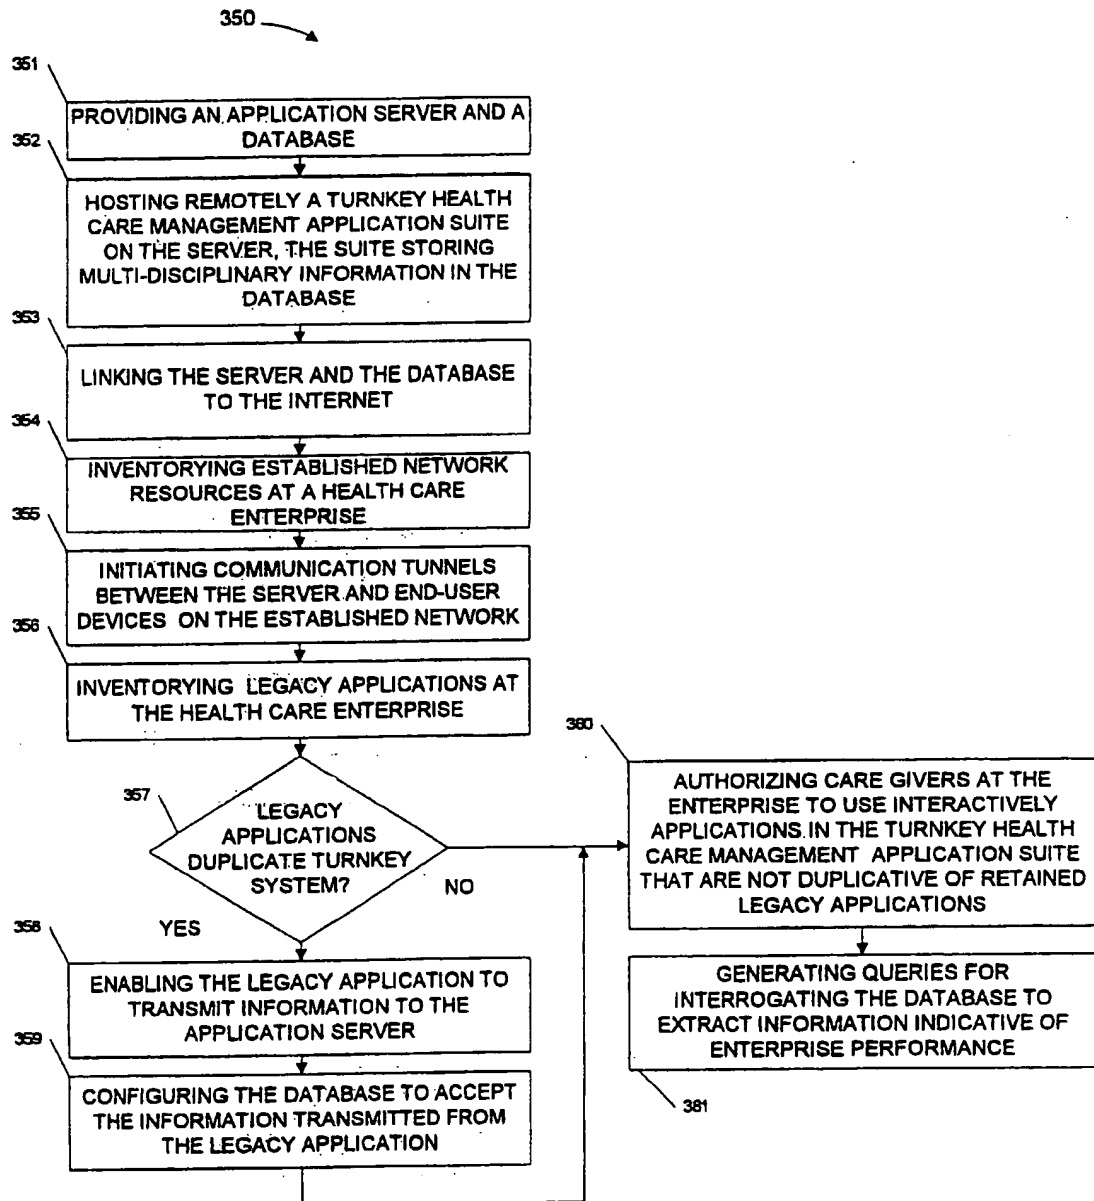 350
351
PROVIDING AN APPLICATION SERVER AND A
DATABASE
352
HOSTING REMOTELY A TURNKEY HEALTH
CARE MANAGEMENT APPLICATION SUITE
ON THE SERVER, THE SUITE STORING
MULTI-DISCIPLINARY INFORMATION IN THE
DATABASE
353
LINKING THE SERVER AND THE DATABASE
TO THE INTERNET
354
INVENTORYING ESTABLISHED NETWORK
RESOURCES AT A HEALTH CARE
ENTERPRISE
355
INITIATING COMMUNICATION TUNNELS
BETWEEN THE SERVER AND END-USER
DEVICES ON THE ESTABLISHED NETWORK
356
INVENTORYING LEGACY APPLICATIONS AT
THE HEALTH CARE ENTERPRISE
357
LEGACY
APPLICATIONS
DUPLICATE TURNKEY
SYSTEM?
NO
YES
358
ENABLING THE LEGACY APPLICATION TO
TRANSMIT INFORMATION TO THE
APPLICATION SERVER
359
CONFIGURING THE DATABASE TO ACCEPT
THE INFORMATION TRANSMITTED FROM
THE LEGACY APPLICATION
380
AUTHORIZING CARE GIVERS AT THE
ENTERPRISE TO USE INTERACTIVELY
APPLICATIONS IN THE TURNKEY HEALTH
CARE MANAGEMENT APPLICATION SUITE
THAT ARE NOT DUPLICATIVE OF RETAINED
LEGACY APPLICATIONS
GENERATING QUERIES FOR
INTERROGATING THE DATABASE TO
EXTRACT INFORMATION INDICATIVE OF
ENTERPRISE PERFORMANCE
381